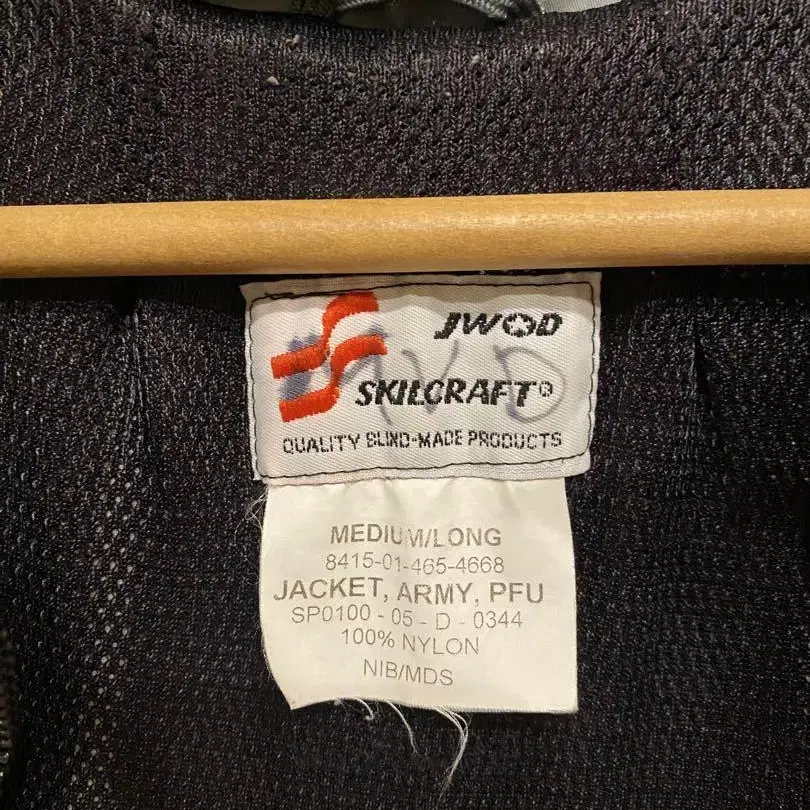 JWOD
SKILCRAFT®
QUALITY BLIND-MADE PRODUCTS
MEDIUM/LONG
8415-01-465-4668
JACKET, ARMY, PFU
SP0100 - 05 - D - 0344
100% NYLON
NIB/MDS